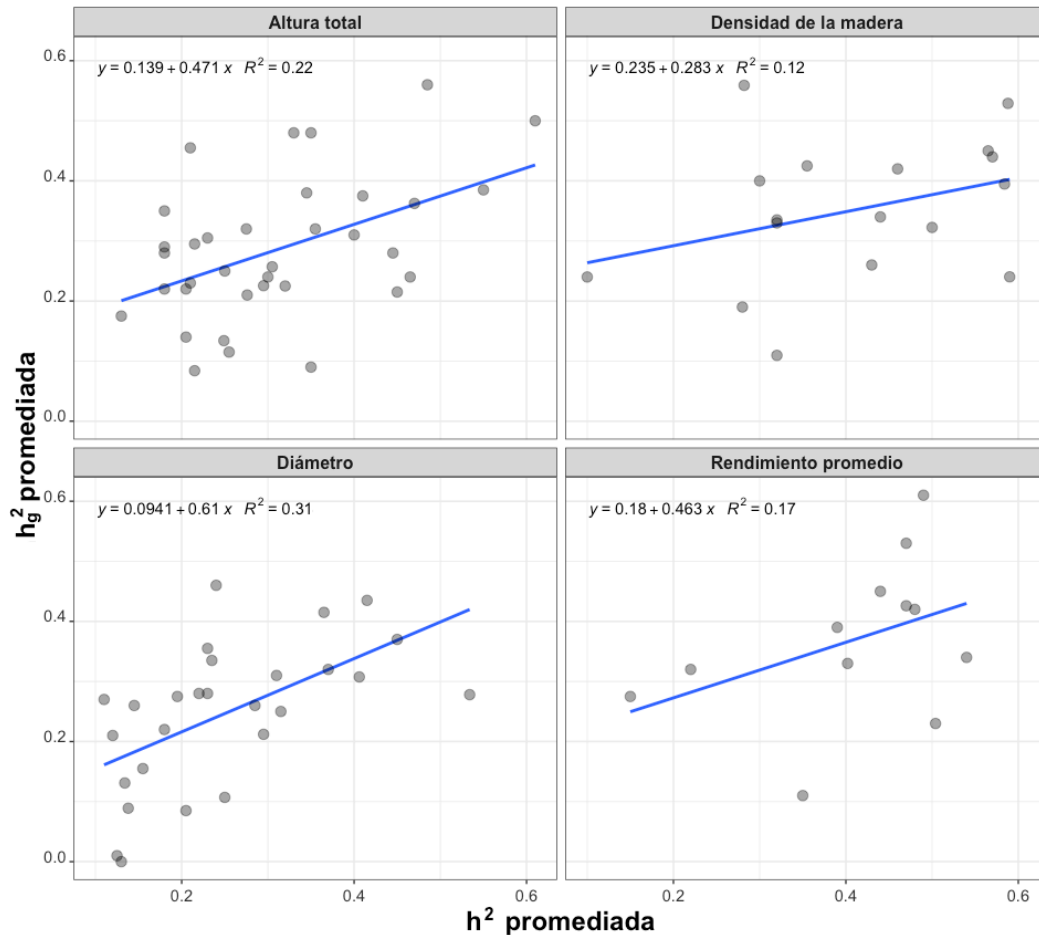 Altura total
Densidad de la madera
y = 0.139 + 0.471 x R² = 0.22
y = 0.235 + 0.283 x R² = 0.12
0.6
0.4
0.2
0.0
Diámetro
Rendimiento promedio
y = 0.0941 + 0.61 x R² = 0.31
y = 0.18 + 0.463 x R² = 0.17
0.6
0.4
0.2
0.0
0.2 0.4 0.6
0.2 0.4 0.6
h²g promediada
h² promediada